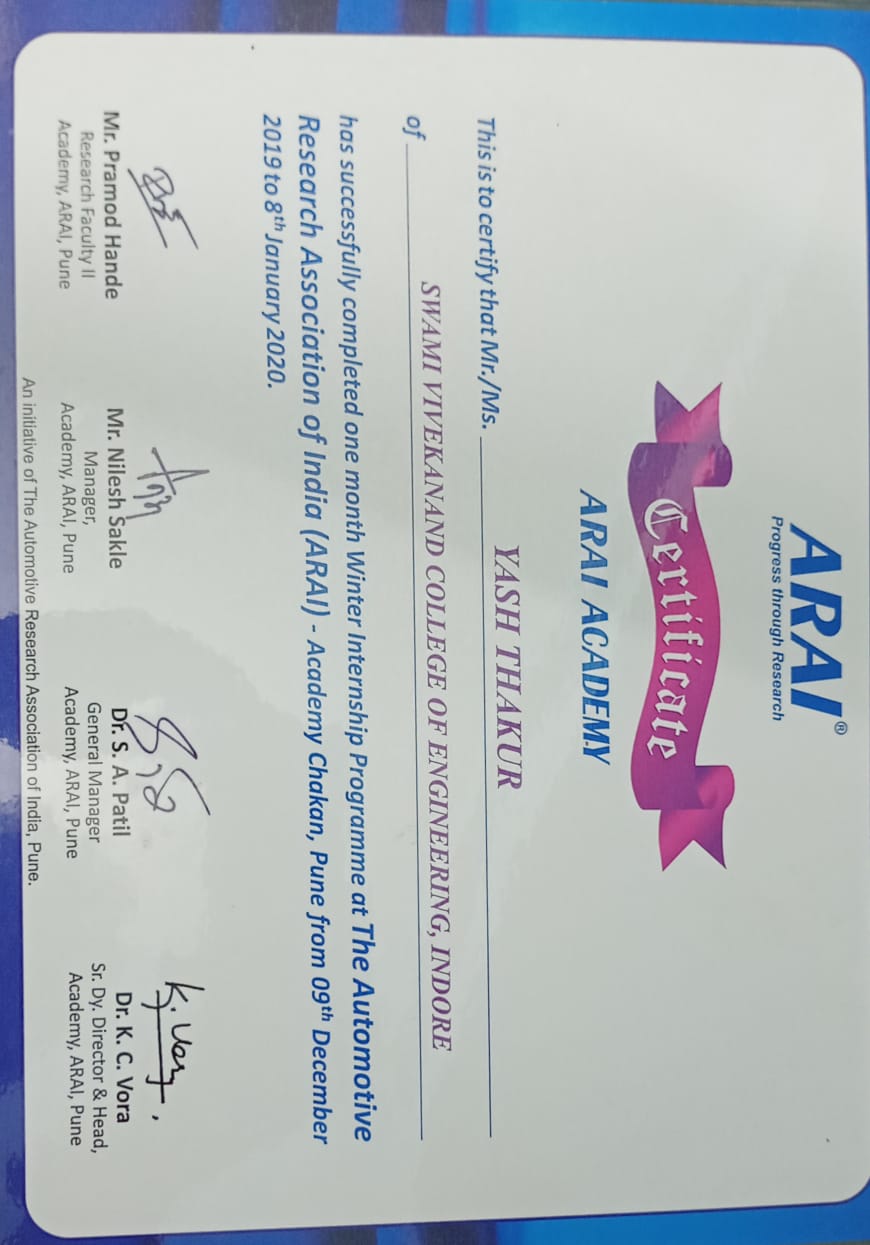 ARAI®
Progress through Research
Certificate
ARAI ACADEMY
This is to certify that Mr./Ms. YASH THAKUR
of SWAMI VIVEKANAND COLLEGE OF ENGINEERING, INDORE
has successfully completed one month Winter Internship Programme at The Automotive
Research Association of India (ARAI) - Academy Chakan, Pune from 09th December
2019 to 8th January 2020.
K. Vora
Mr. Pramod Hande
Research Faculty II
Academy, ARAI, Pune
Mr. Nilesh Sakle
Manager,
Academy, ARAI, Pune
Dr. S. A. Patil
General Manager
Academy, ARAI, Pune
Dr. K. C. Vora
Sr. Dy. Director & Head,
Academy, ARAI, Pune
An initiative of The Automotive Research Association of India, Pune.